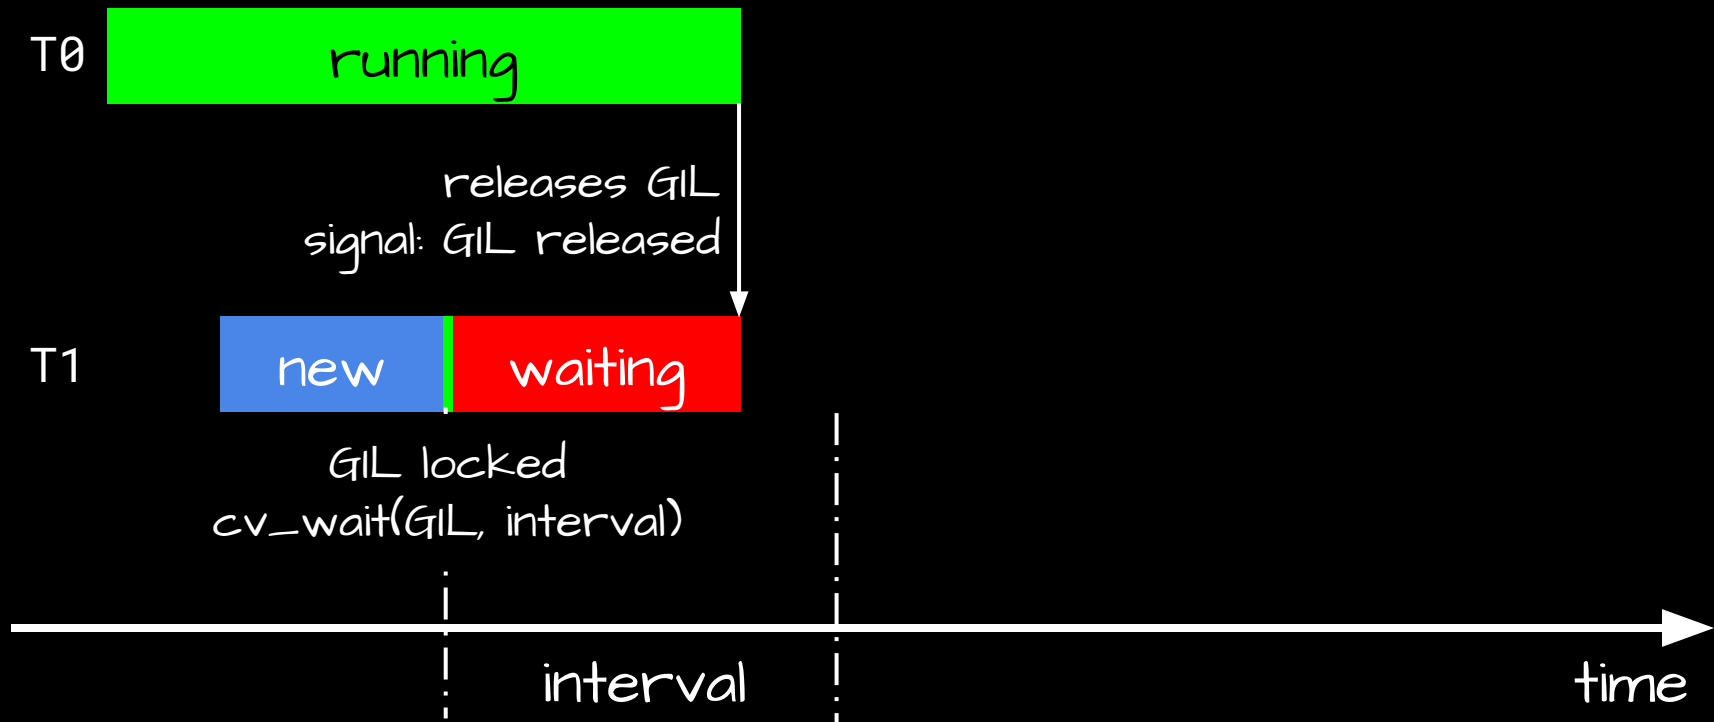 T0
running
releases GIL
signal: GIL released
T1
new
waiting
GIL locked
cv_wait(GIL, interval)
interval
time